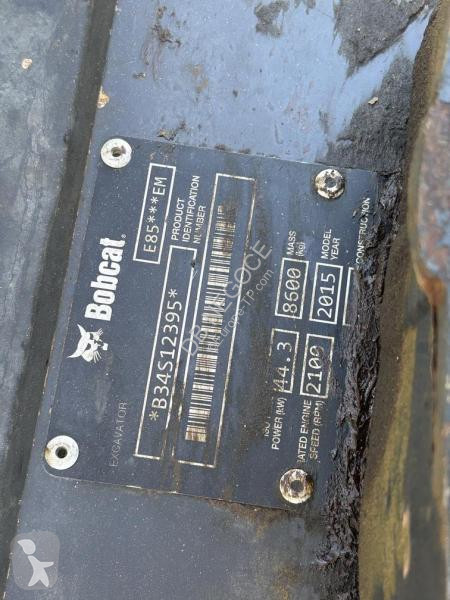 Bobcat®
EXCAVATOR
E85***EM
PRODUCT
IDENTIFICATION
NUMBER
*B34S12395*
MASS
(kg)
8600
MODEL
YEAR
2015
POWER (kW)
44.3
RATED ENGINE
SPEED (RPM)
2100
CONSTRUCTION